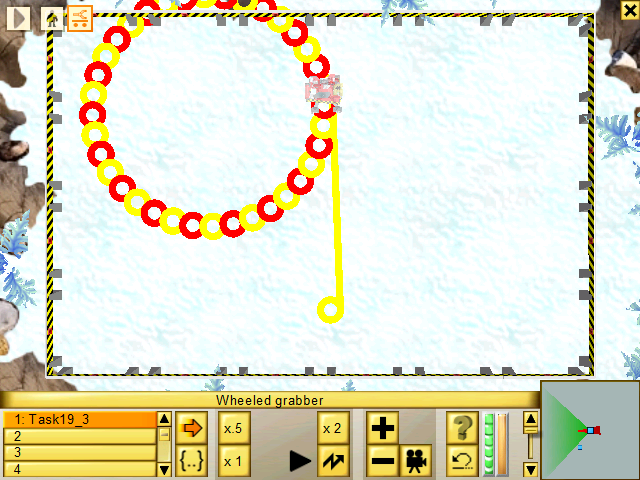 Wheeled grabber
1: Task19_3
2
3
4
{..}
x.5
x 1
x 2
?